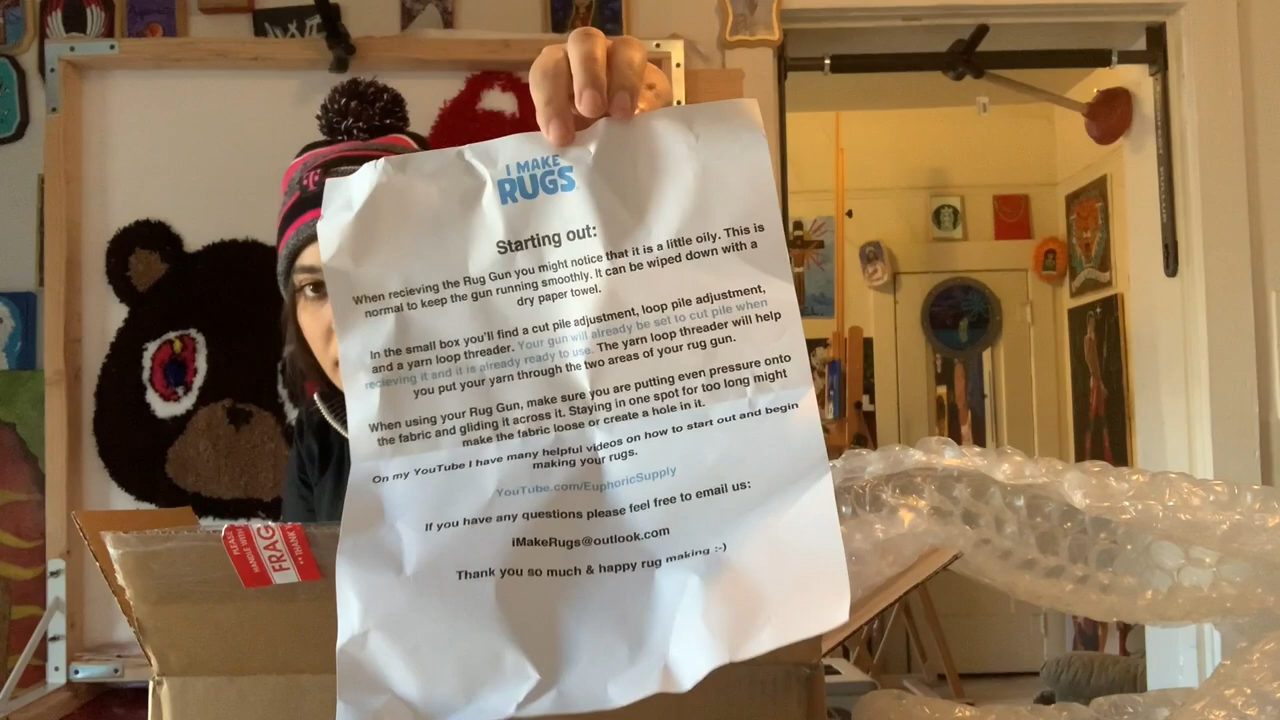 I MAKE
RUGS
Starting out:
When recieving the Rug Gun you might notice that it is a little oily. This is
normal to keep the gun running smoothly. It can be wiped down with a
dry paper towel.
In the small box you'll find a cut pile adjustment, loop pile adjustment,
and a yarn loop threader. Your gun will already be set to cut pile when
recieving it and it is already ready to use. The yarn loop threader will help
you put your yarn through the two areas of your rug gun.
When using your Rug Gun, make sure you are putting even pressure onto
the fabric and gliding it across it. Staying in one spot for too long might
make the fabric loose or create a hole in it.
On my YouTube I have many helpful videos on how to start out and begin
making your rugs.
YouTube.com/EuphoricSupply
If you have any questions please feel free to email us:
iMakeRugs@outlook.com
Thank you so much & happy rug making :-)
PLEASE
HANDLE WITH
FRAG
THANK
T